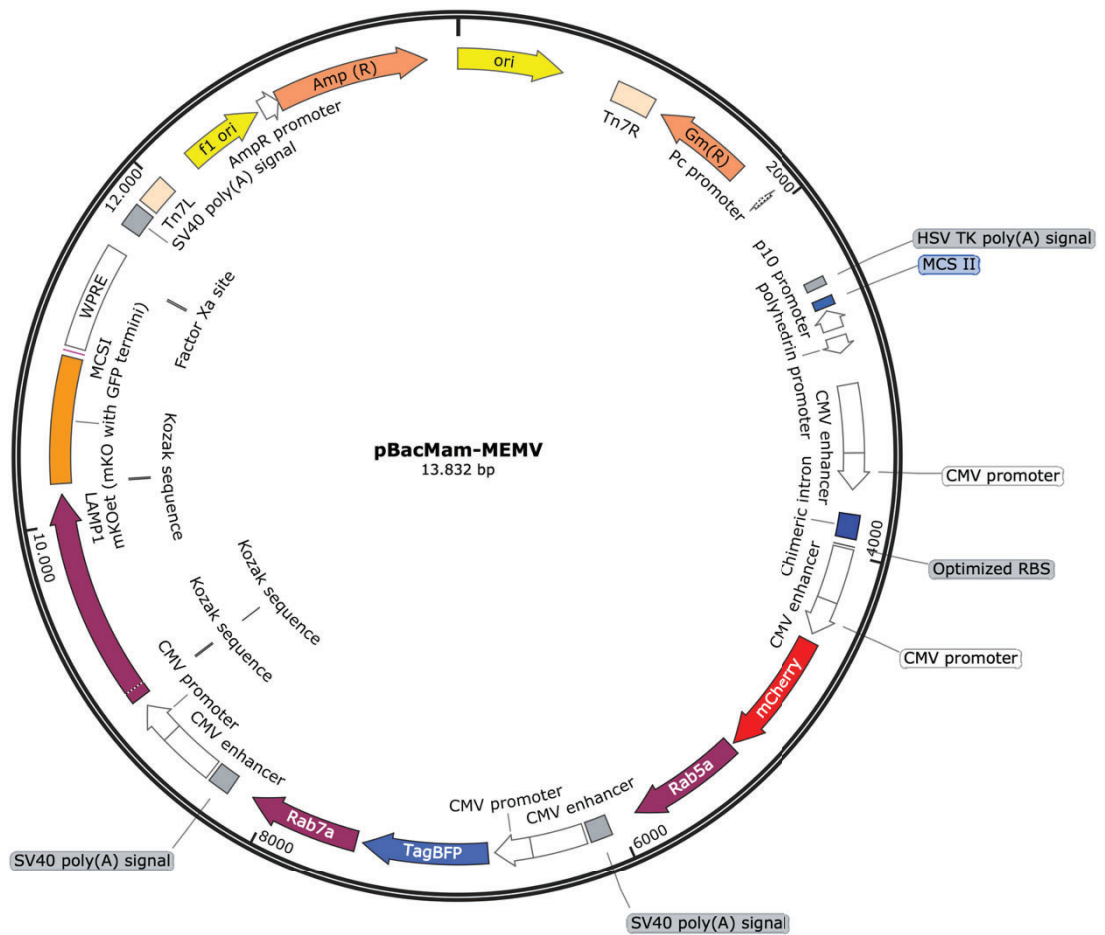 ori
Amp (R)
AmpR promoter
f1 ori
SV40 poly(A) signal
Tn7L
12.000
Tn7R
Gm(R)
Pc promoter
2000
HSV TK poly(A) signal
MCS II
p10 promoter
polyhedrin promoter
WPRE
Factor Xa site
MCSI
mKOet (mKO with GFP termini)
LAMP1
Kozak sequence
10.000
pBacMam-MEMV
13.832 bp
CMV enhancer
CMV promoter
Chimeric intron
4000
Optimized RBS
CMV enhancer
CMV promoter
mCherry
Rab5a
6000
SV40 poly(A) signal
CMV enhancer
CMV promoter
TagBFP
Rab7a
8000
SV40 poly(A) signal
CMV enhancer
CMV promoter
Kozak sequence
Kozak sequence